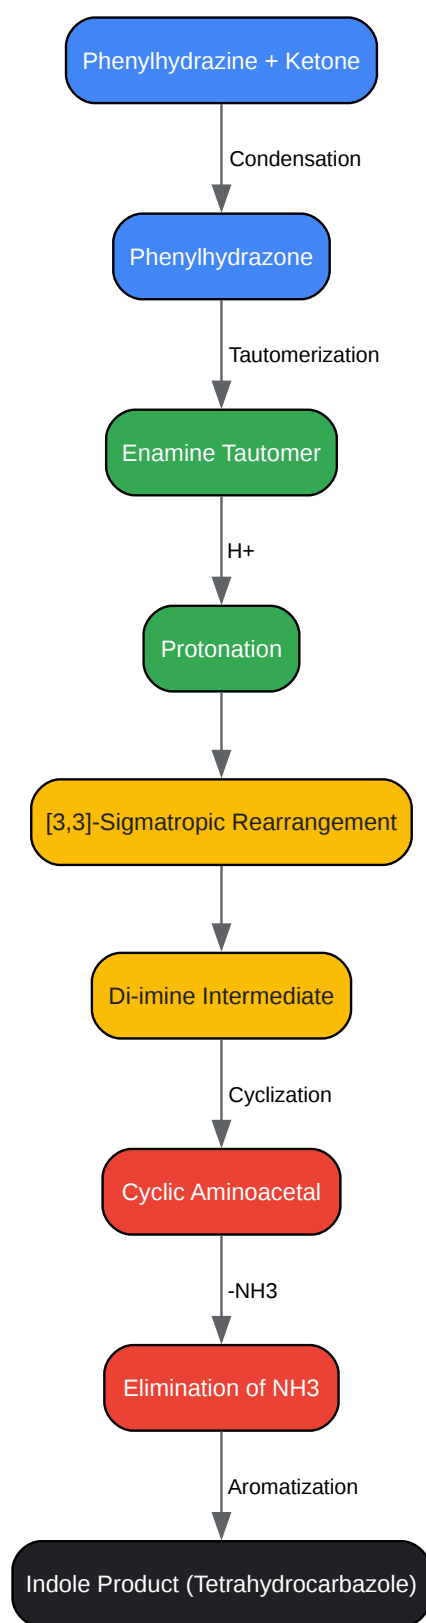 Phenylhydrazine + Ketone
Condensation
Phenylhydrazone
Tautomerization
Enamine Tautomer
H+
Protonation
[3,3]-Sigmatropic Rearrangement
Di-imine Intermediate
Cyclization
Cyclic Aminoacetal
-NH3
Elimination of NH3
Aromatization
Indole Product (Tetrahydrocarbazole)